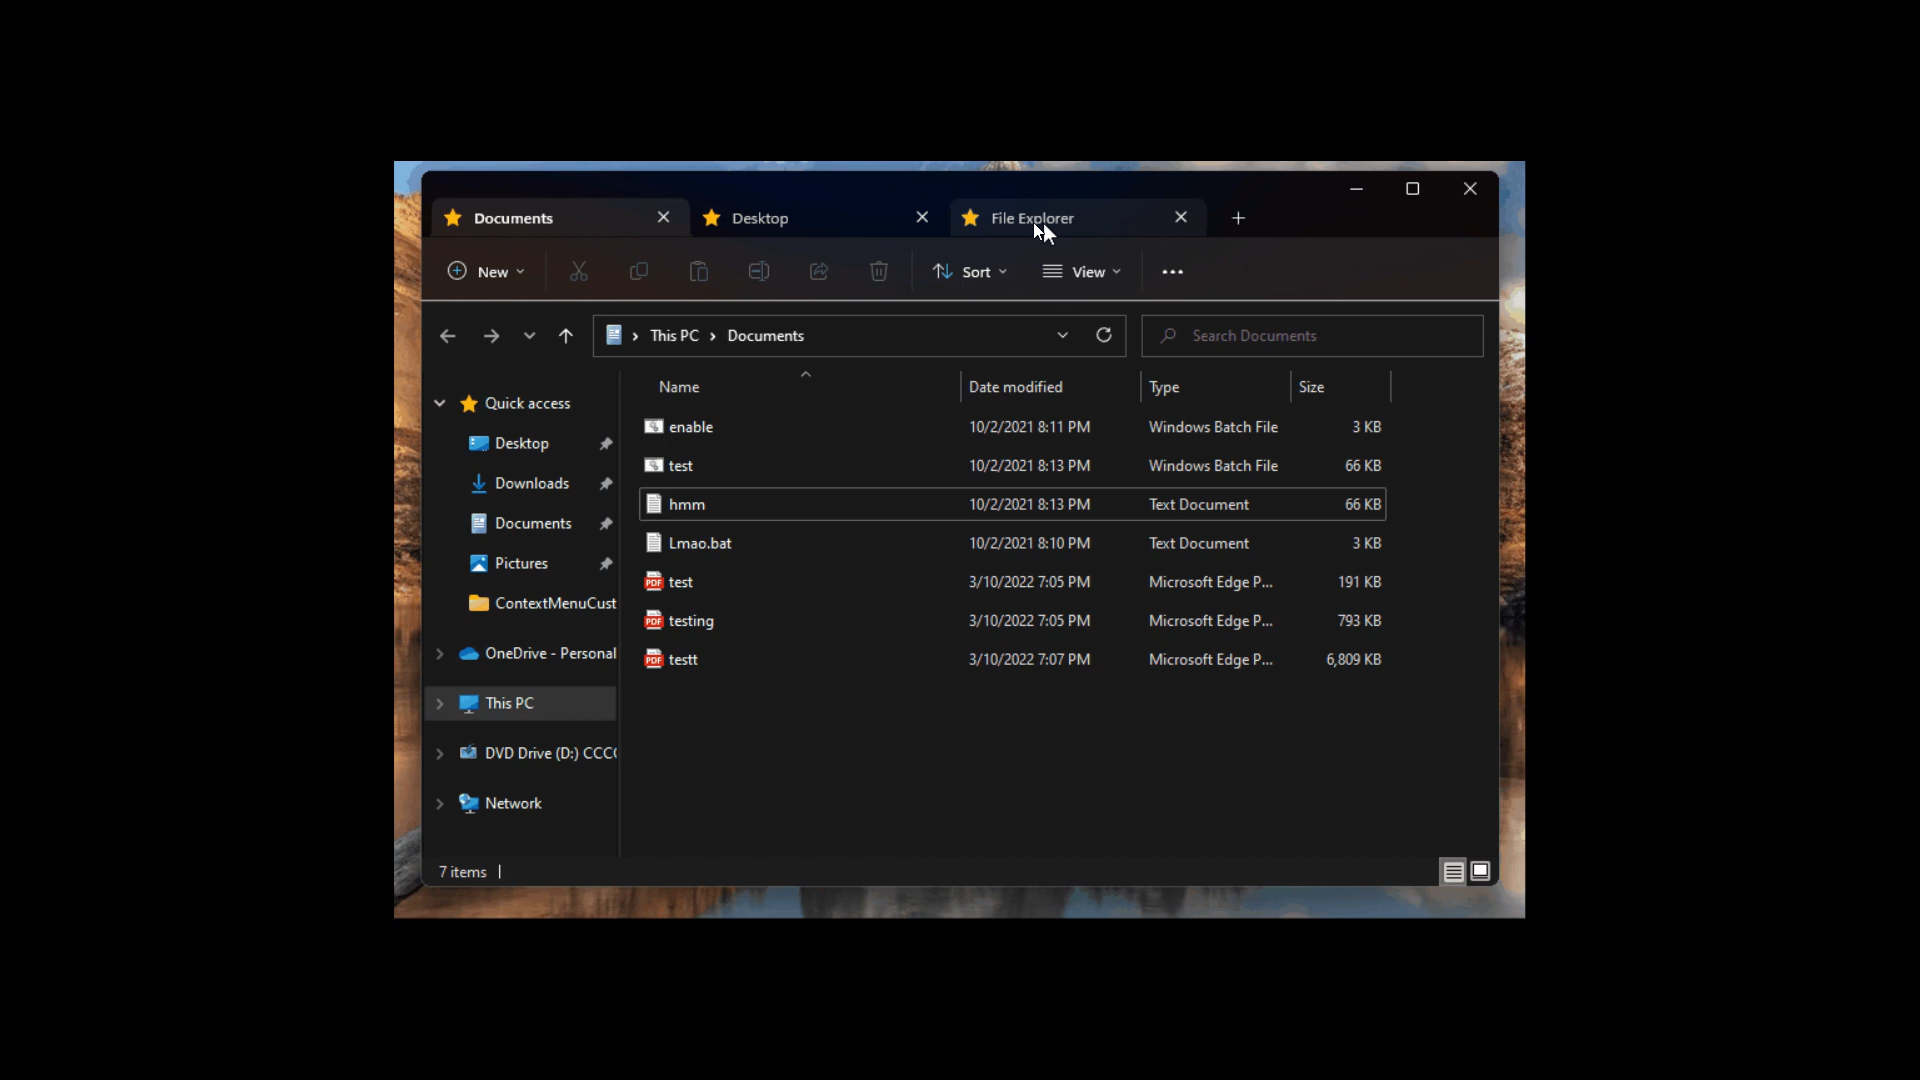 Documents
Desktop
File Explorer
New
Sort
View
This PC
Documents
Search Documents
Name
Date modified
Type
Size
Quick access
Desktop
Downloads
Documents
Pictures
ContextMenuCust
OneDrive - Personal
This PC
DVD Drive (D:) CCC
Network
enable 10/2/2021 8:11 PM Windows Batch File 3 KB
test 10/2/2021 8:13 PM Windows Batch File 66 KB
hmm 10/2/2021 8:13 PM Text Document 66 KB
Lmao.bat 10/2/2021 8:10 PM Text Document 3 KB
PDF test 3/10/2022 7:05 PM Microsoft Edge P... 191 KB
PDF testing 3/10/2022 7:05 PM Microsoft Edge P... 793 KB
PDF testt 3/10/2022 7:07 PM Microsoft Edge P... 6,809 KB
7 items